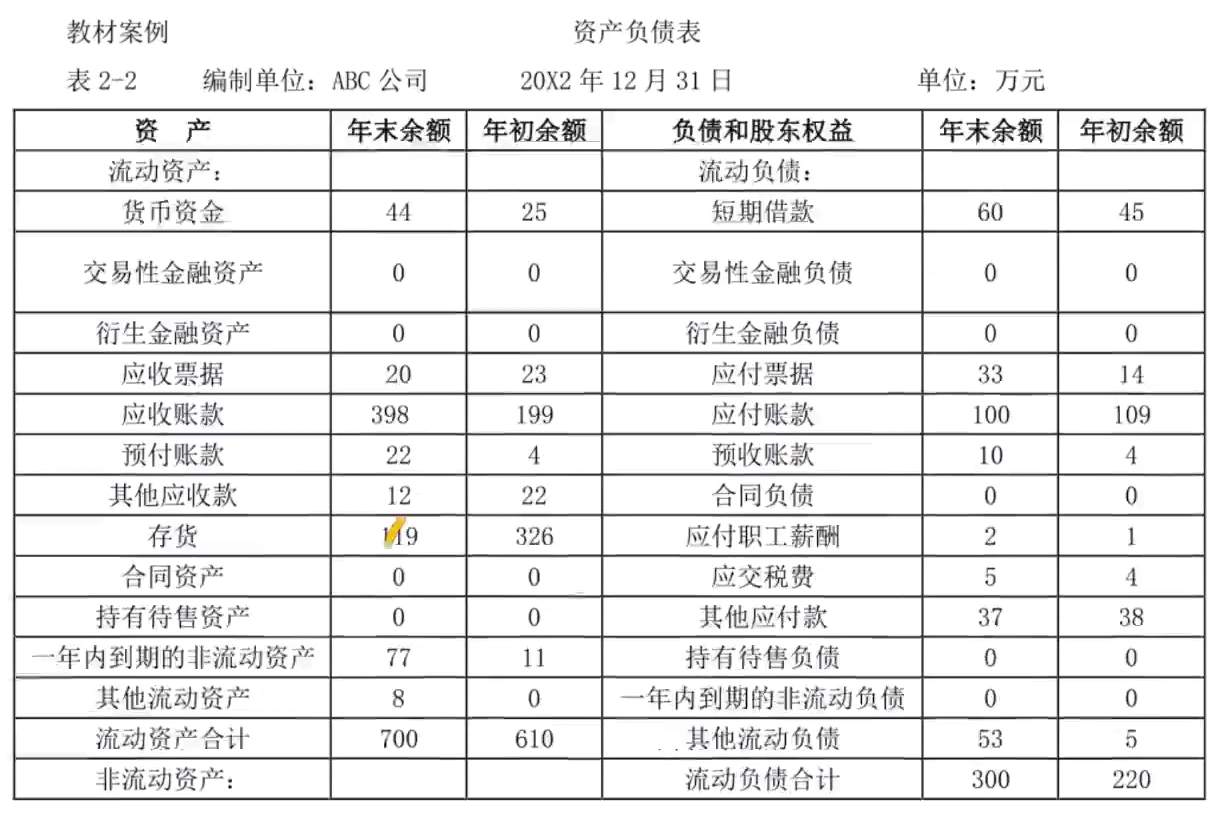 教材案例 资产负债表
表 2-2 编制单位：ABC 公司 20X2 年 12 月 31 日 单位：万元
资 产 年末余额 年初余额 负债和股东权益 年末余额 年初余额
流动资产： 流动负债：
货币资金 44 25 短期借款 60 45
交易性金融资产 0 0 交易性金融负债 0 0
衍生金融资产 0 0 衍生金融负债 0 0
应收票据 20 23 应付票据 33 14
应收账款 398 199 应付账款 100 109
预付账款 22 4 预收账款 10 4
其他应收款 12 22 合同负债 0 0
存货 119 326 应付职工薪酬 2 1
合同资产 0 0 应交税费 5 4
持有待售资产 0 0 其他应付款 37 38
一年内到期的非流动资产 77 11 持有待售负债 0 0
其他流动资产 8 0 一年内到期的非流动负债 0 0
流动资产合计 700 610 其他流动负债 53 5
非流动资产： 流动负债合计 300 220